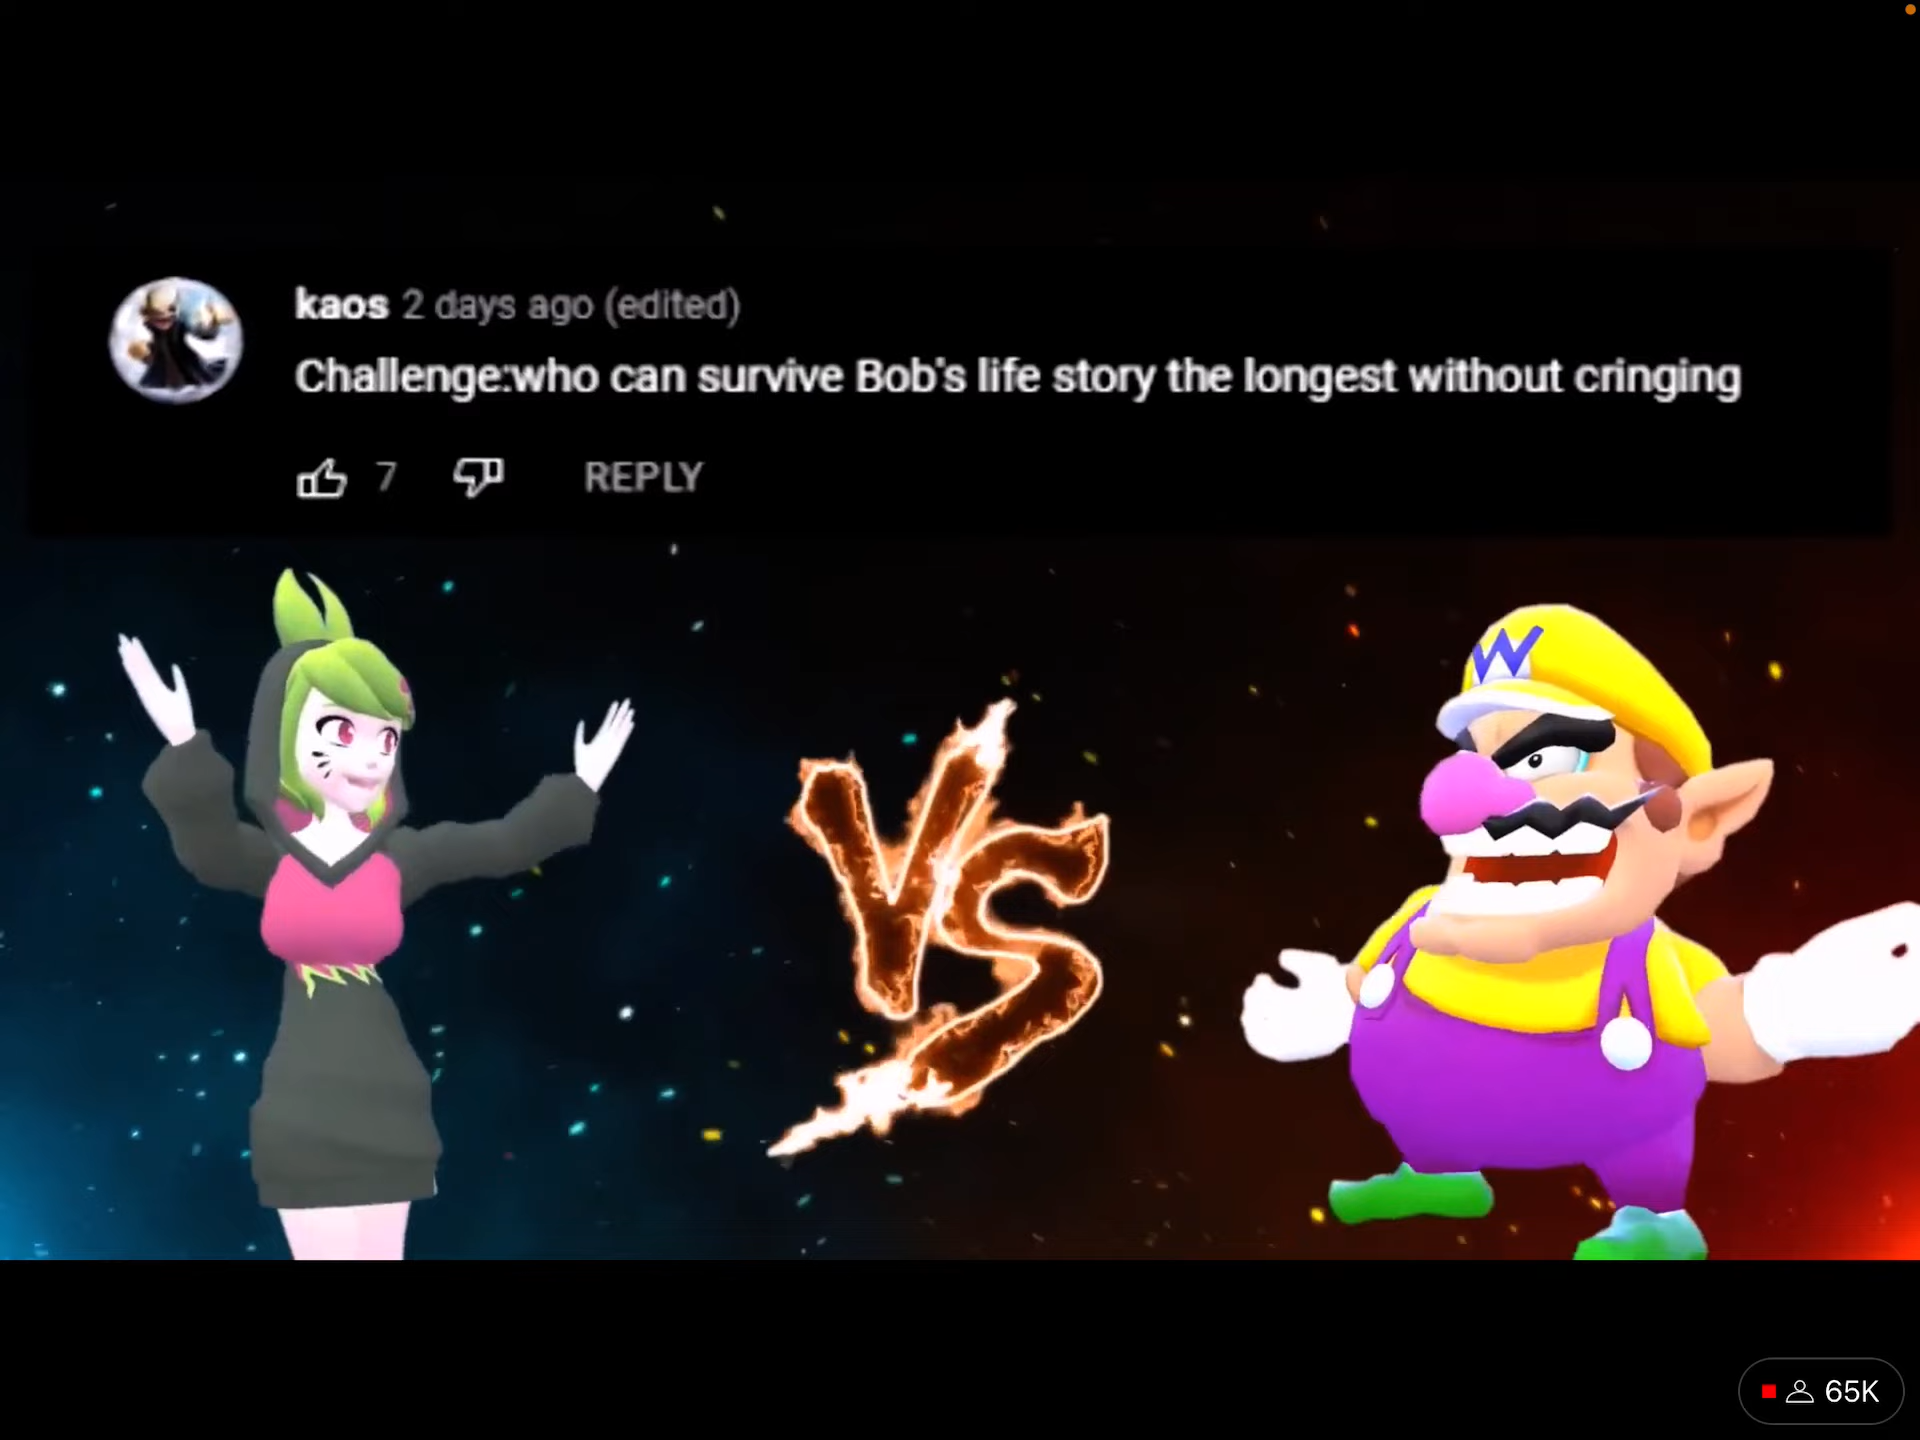 kaos 2 days ago (edited)
Challenge:who can survive Bob's life story the longest without cringing
7 REPLY
W
VS
65K